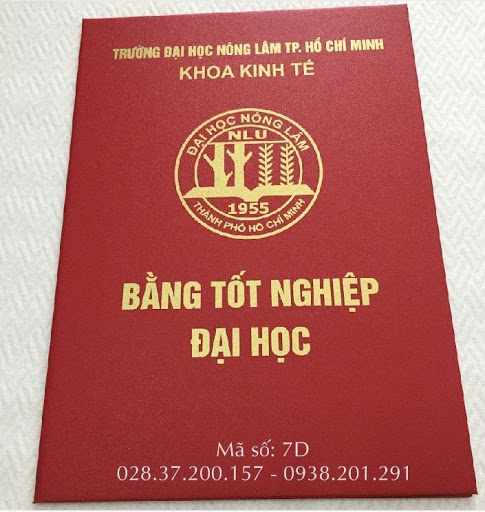 TRƯỜNG ĐẠI HỌC NÔNG LÂM TP. HỒ CHÍ MINH
KHOA KINH TẾ
ĐẠI HỌC NÔNG LÂM
NLU
1955
THÀNH PHỐ HỒ CHÍ MINH
BẰNG TỐT NGHIỆP
ĐẠI HỌC
Mã số: 7D
028.37.200.157 - 0938.201.291